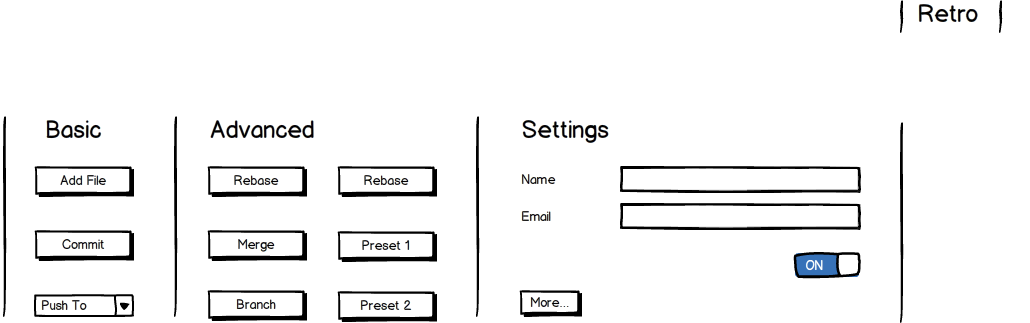 Retro
Basic
Add File
Commit
Push To
Advanced
Rebase
Rebase
Merge
Preset 1
Branch
Preset 2
Settings
Name
Email
ON
More...